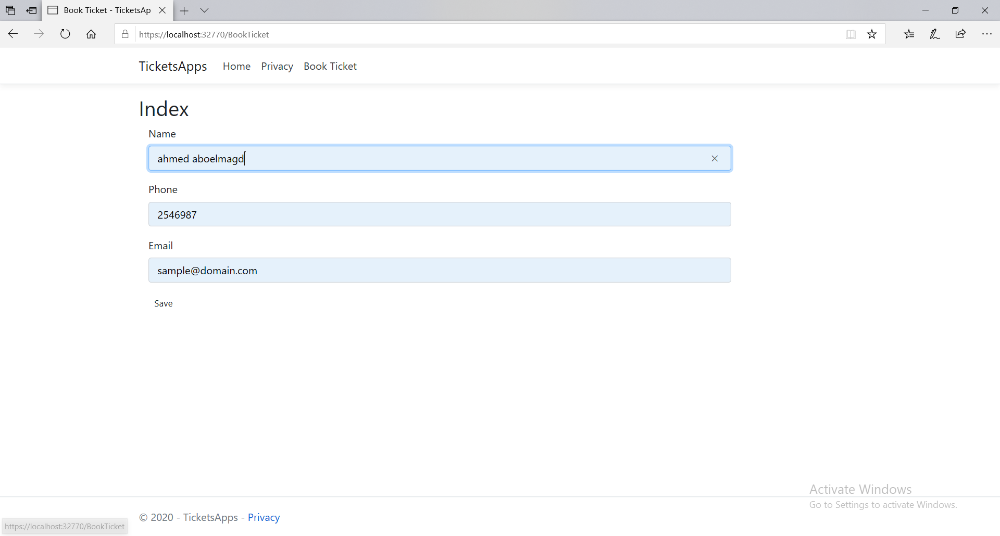 Book Ticket - TicketsAp
https://localhost:32770/BookTicket
TicketsApps Home Privacy Book Ticket
Index
Name
ahmed aboelmagd
Phone
2546987
Email
sample@domain.com
Save
Activate Windows
Go to Settings to activate Windows.
© 2020 - TicketsApps - Privacy
https://localhost:32770/BookTicket